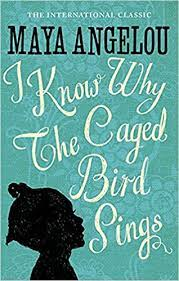 THE INTERNATIONAL CLASSIC
MAYA ANGELOU
I Know Why
The Caged
Bird
Sings